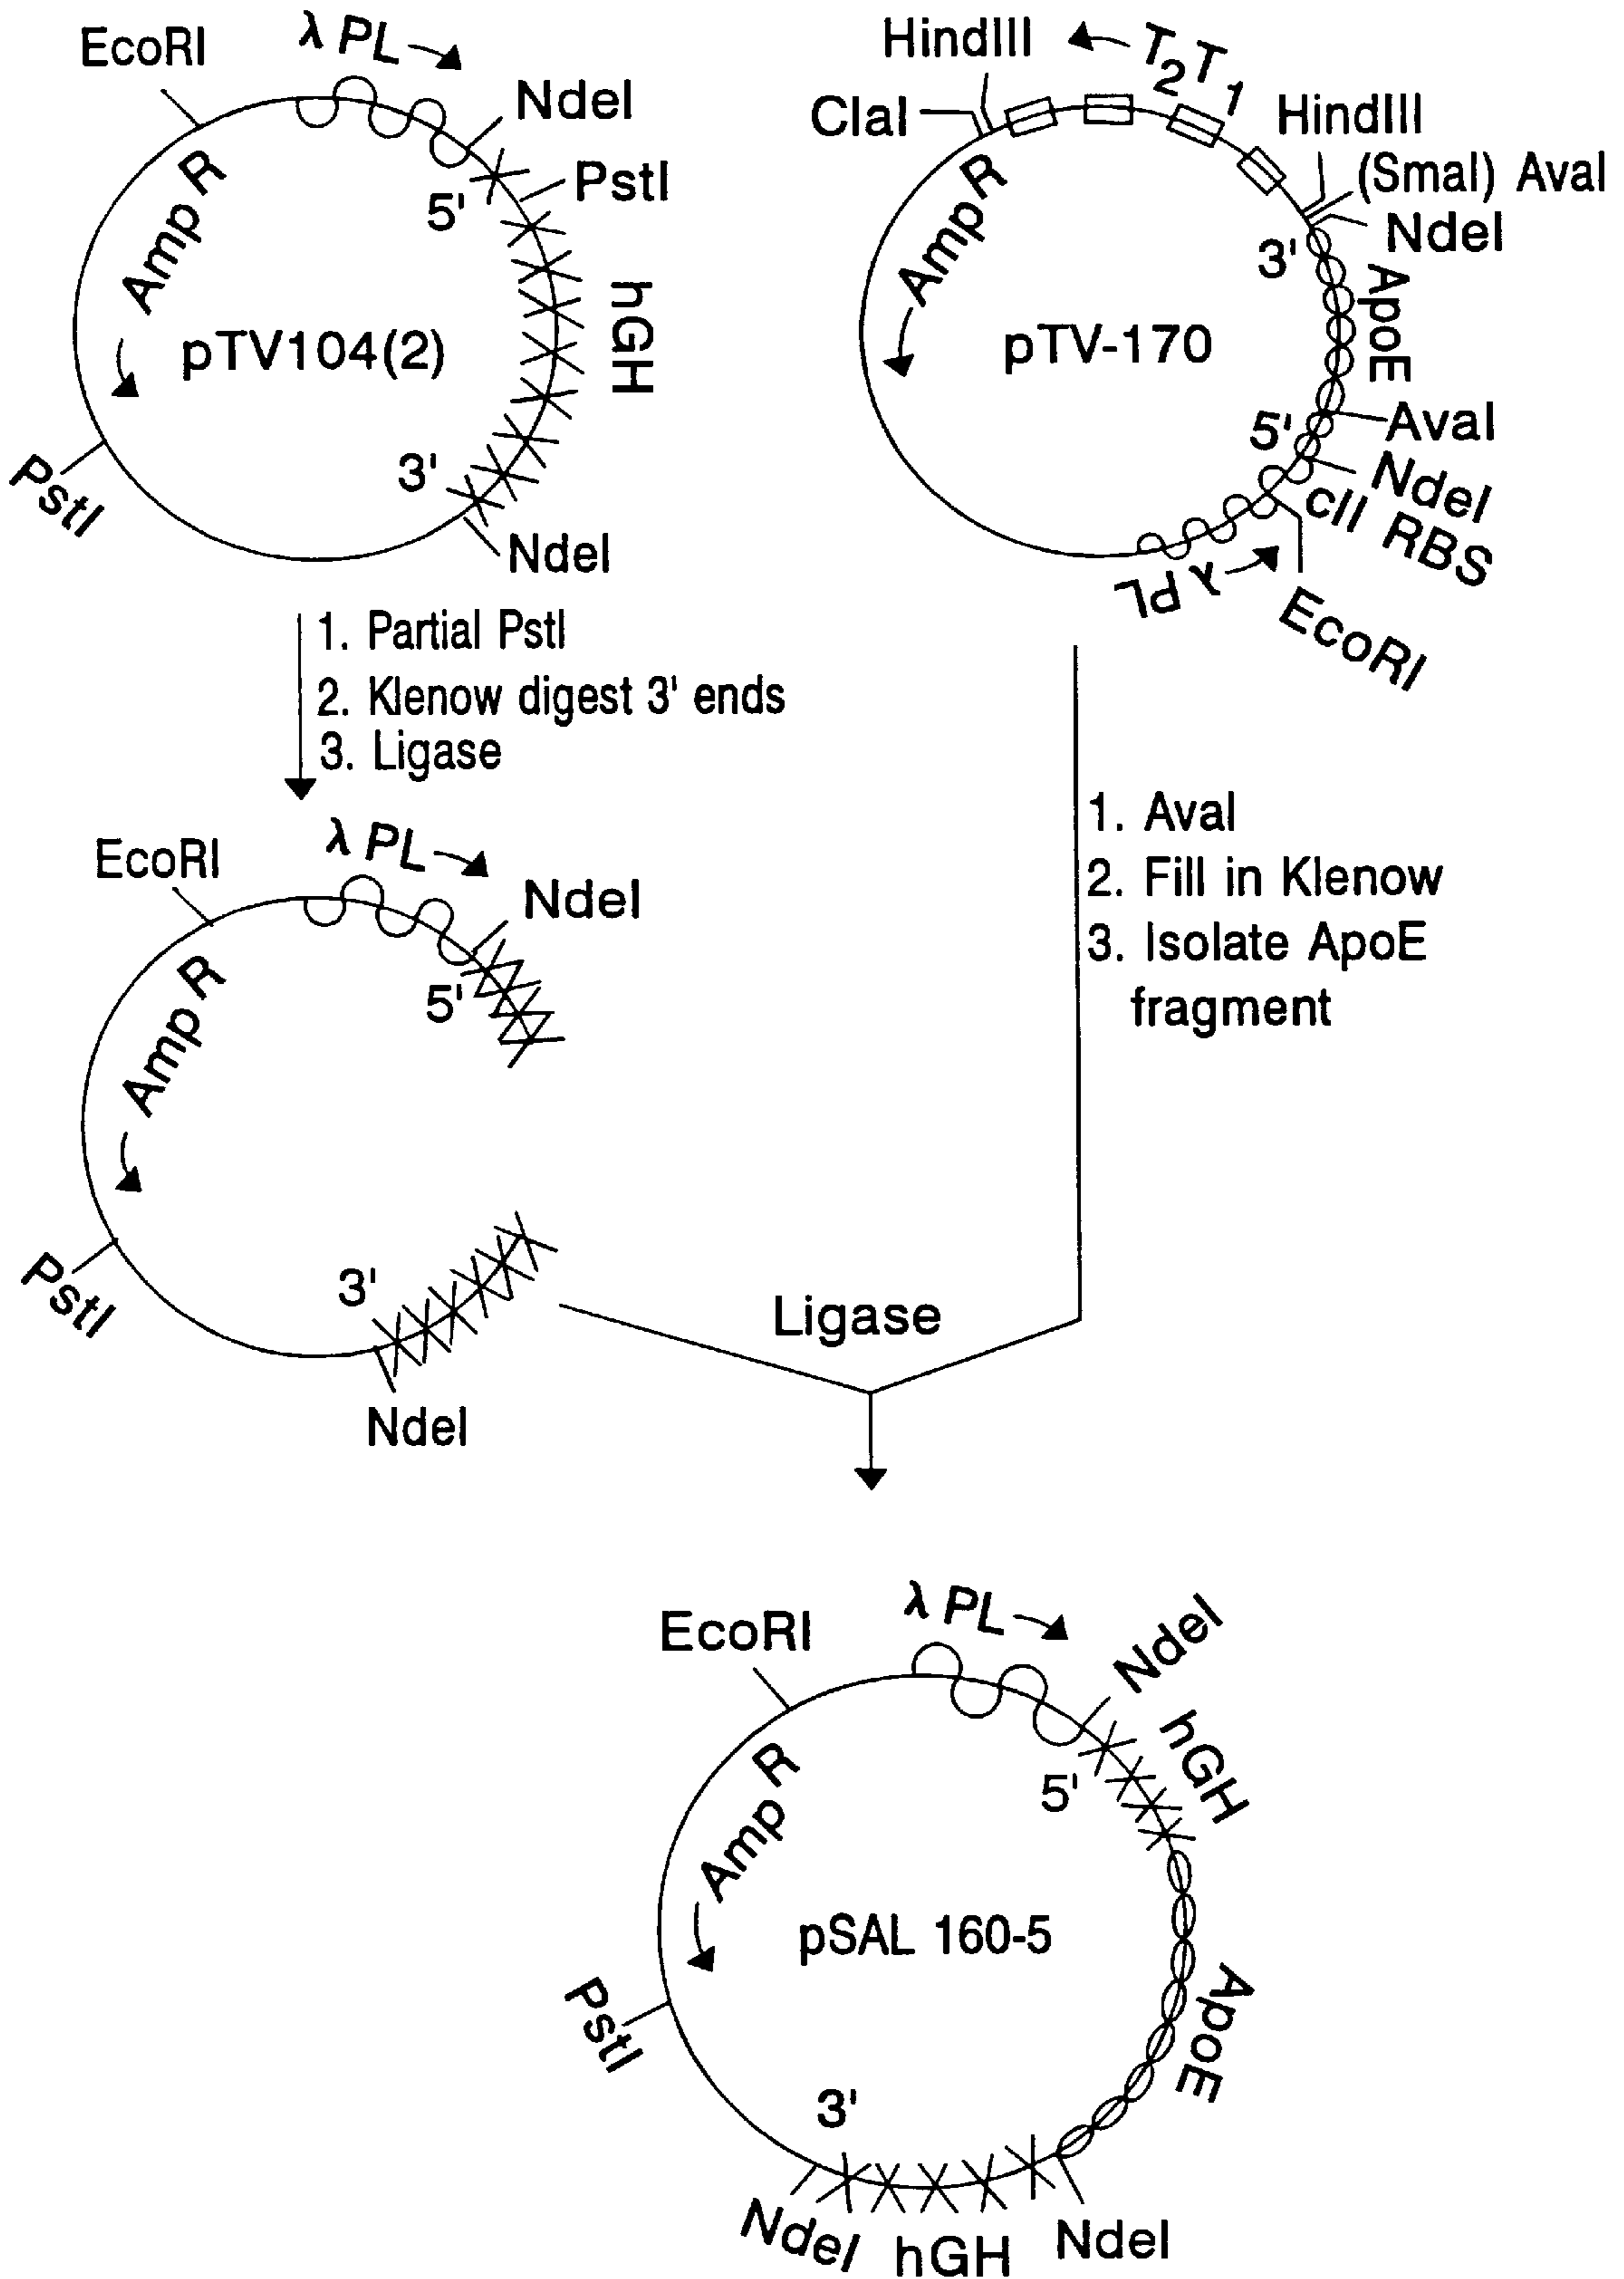 EcoRI
λ PL
NdeI
PstI
5'
Amp R
hGH
pTV104(2)
3'
PstI
NdeI
HindIII
T2T1
ClaI
HindIII
(SmaI) AvaI
NdeI
3'
Amp R
ApoE
pTV-170
AvaI
5'
NdeI
cII RBS
λ PL
EcoRI
1. Partial PstI
2. Klenow digest 3' ends
3. Ligase
1. AvaI
2. Fill in Klenow
3. Isolate ApoE
fragment
EcoRI
λ PL
NdeI
5'
Amp R
3'
PstI
NdeI
Ligase
EcoRI
λ PL
NdeI
hGH
5'
Amp R
pSAL 160-5
ApoE
PstI
3'
NdeI
hGH
NdeI